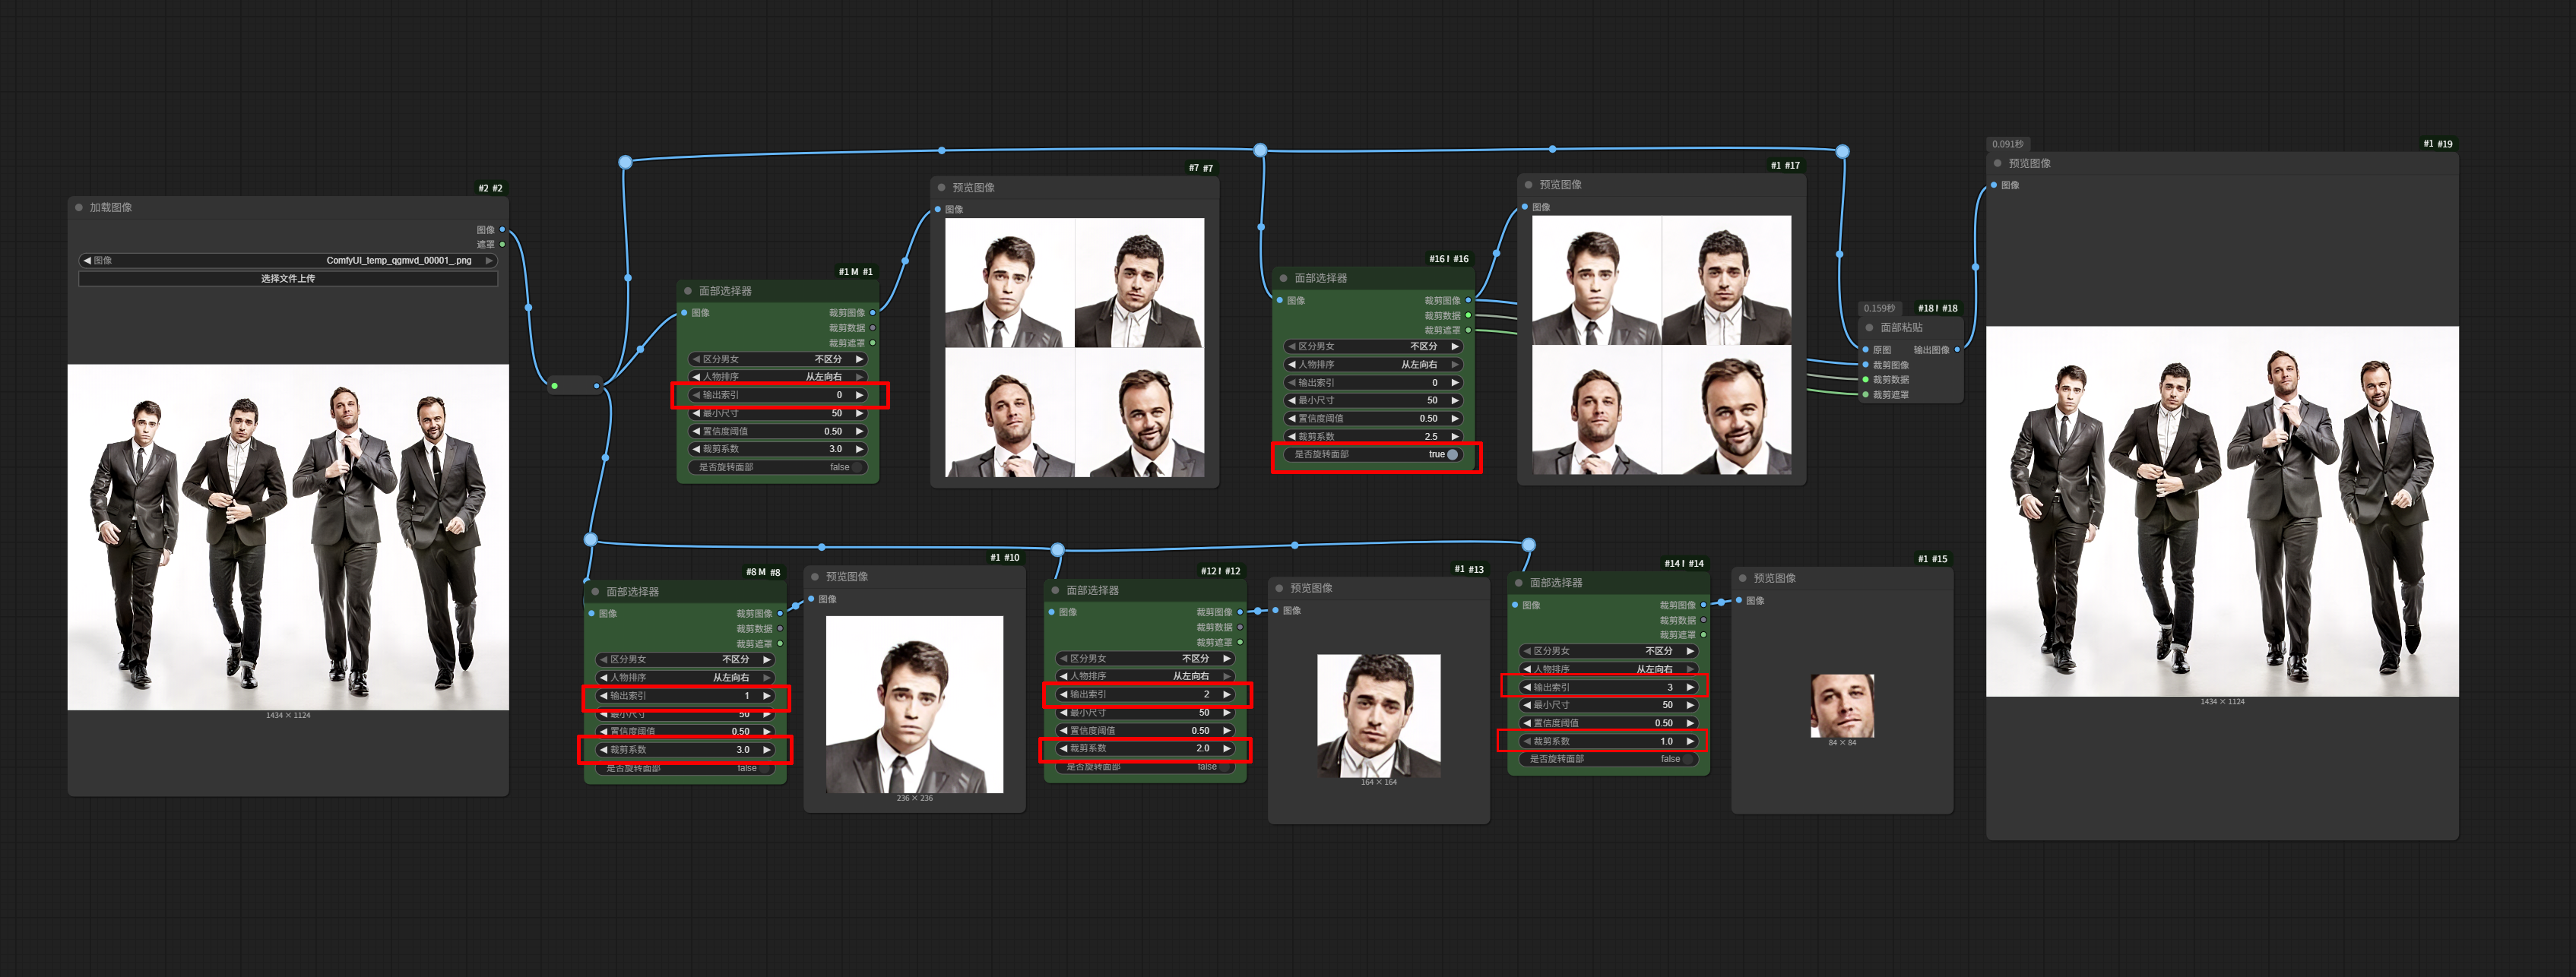 #2 #2
加载图像
图像
遮罩
图像 ComfyUI_temp_qgmvd_00001_.png
选择文件上传
1434 × 1124
#1 M #1
面部选择器
图像 裁剪图像
裁剪数据
裁剪遮罩
区分男女 不区分
人物排序 从左向右
输出索引 0
最小尺寸 50
置信度阈值 0.50
裁剪系数 3.0
是否旋转面部 false
#7 #7
预览图像
图像
#16 #16
面部选择器
图像 裁剪图像
裁剪数据
裁剪遮罩
区分男女 不区分
人物排序 从左向右
输出索引 0
最小尺寸 50
置信度阈值 0.50
裁剪系数 2.5
是否旋转面部 true
#1 #17
预览图像
图像
0.159秒 #18 #18
面部粘贴
原图 输出图像
裁剪图像
裁剪数据
裁剪遮罩
0.091秒 #1 #19
预览图像
图像
1434 × 1124
#8 M #8
面部选择器
图像 裁剪图像
裁剪数据
裁剪遮罩
区分男女 不区分
人物排序 从左向右
输出索引 1
最小尺寸 50
置信度阈值 0.50
裁剪系数 3.0
是否旋转面部 false
#1 #10
预览图像
图像
236 × 236
#12 #12
面部选择器
图像 裁剪图像
裁剪数据
裁剪遮罩
区分男女 不区分
人物排序 从左向右
输出索引 2
最小尺寸 50
置信度阈值 0.50
裁剪系数 2.0
是否旋转面部 false
#1 #13
预览图像
图像
164 × 164
#14 #14
面部选择器
图像 裁剪图像
裁剪数据
裁剪遮罩
区分男女 不区分
人物排序 从左向右
输出索引 3
最小尺寸 50
置信度阈值 0.50
裁剪系数 1.0
是否旋转面部 false
#1 #15
预览图像
图像
84 × 84